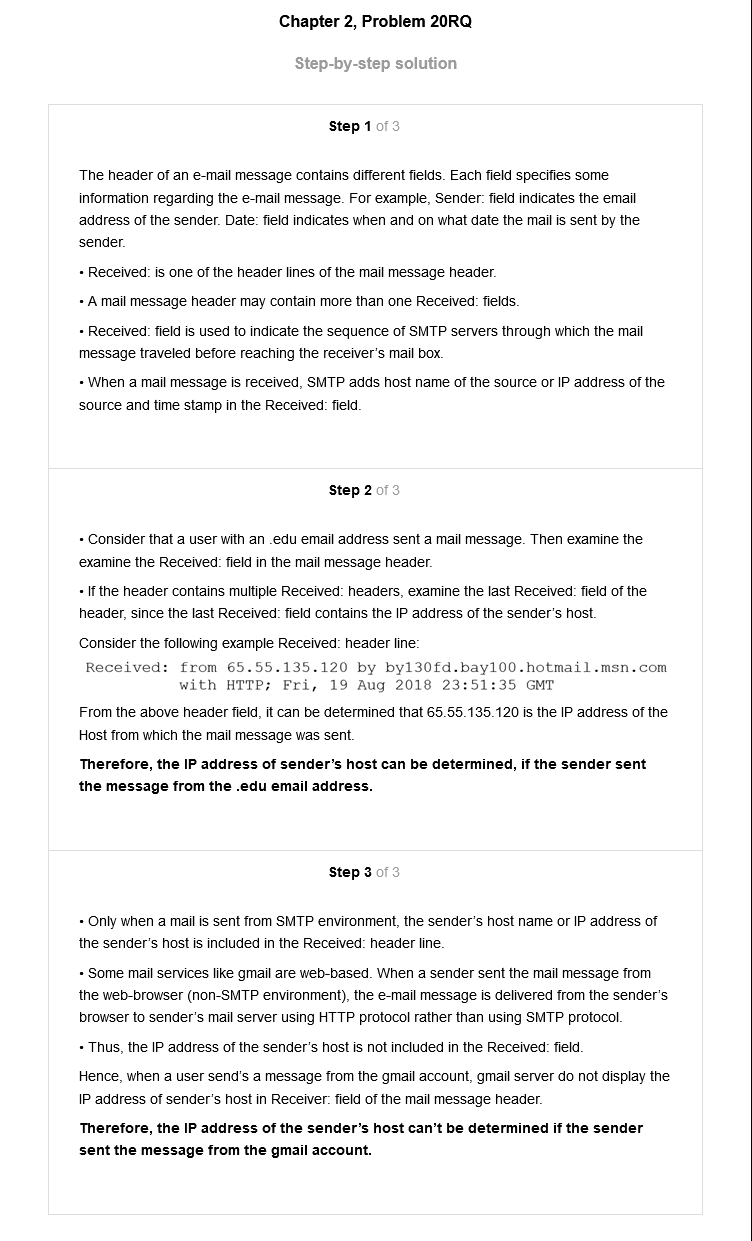 Chapter 2, Problem 20RQ
Step-by-step solution
Step 1 of 3
The header of an e-mail message contains different fields. Each field specifies some
information regarding the e-mail message. For example, Sender: field indicates the email
address of the sender. Date: field indicates when and on what date the mail is sent by the
sender.
• Received: is one of the header lines of the mail message header.
• A mail message header may contain more than one Received: fields.
• Received: field is used to indicate the sequence of SMTP servers through which the mail
message traveled before reaching the receiver's mail box.
• When a mail message is received, SMTP adds host name of the source or IP address of the
source and time stamp in the Received: field.
Step 2 of 3
• Consider that a user with an .edu email address sent a mail message. Then examine the
examine the Received: field in the mail message header.
• If the header contains multiple Received: headers, examine the last Received: field of the
header, since the last Received: field contains the IP address of the sender's host.
Consider the following example Received: header line:
Received: from 65.55.135.120 by by130fd.bay100.hotmail.msn.com
with HTTP; Fri, 19 Aug 2018 23:51:35 GMT
From the above header field, it can be determined that 65.55.135.120 is the IP address of the
Host from which the mail message was sent.
Therefore, the IP address of sender's host can be determined, if the sender sent
the message from the .edu email address.
Step 3 of 3
• Only when a mail is sent from SMTP environment, the sender's host name or IP address of
the sender's host is included in the Received: header line.
• Some mail services like gmail are web-based. When a sender sent the mail message from
the web-browser (non-SMTP environment), the e-mail message is delivered from the sender's
browser to sender's mail server using HTTP protocol rather than using SMTP protocol.
• Thus, the IP address of the sender's host is not included in the Received: field.
Hence, when a user send's a message from the gmail account, gmail server do not display the
IP address of sender's host in Receiver: field of the mail message header.
Therefore, the IP address of the sender's host can't be determined if the sender
sent the message from the gmail account.